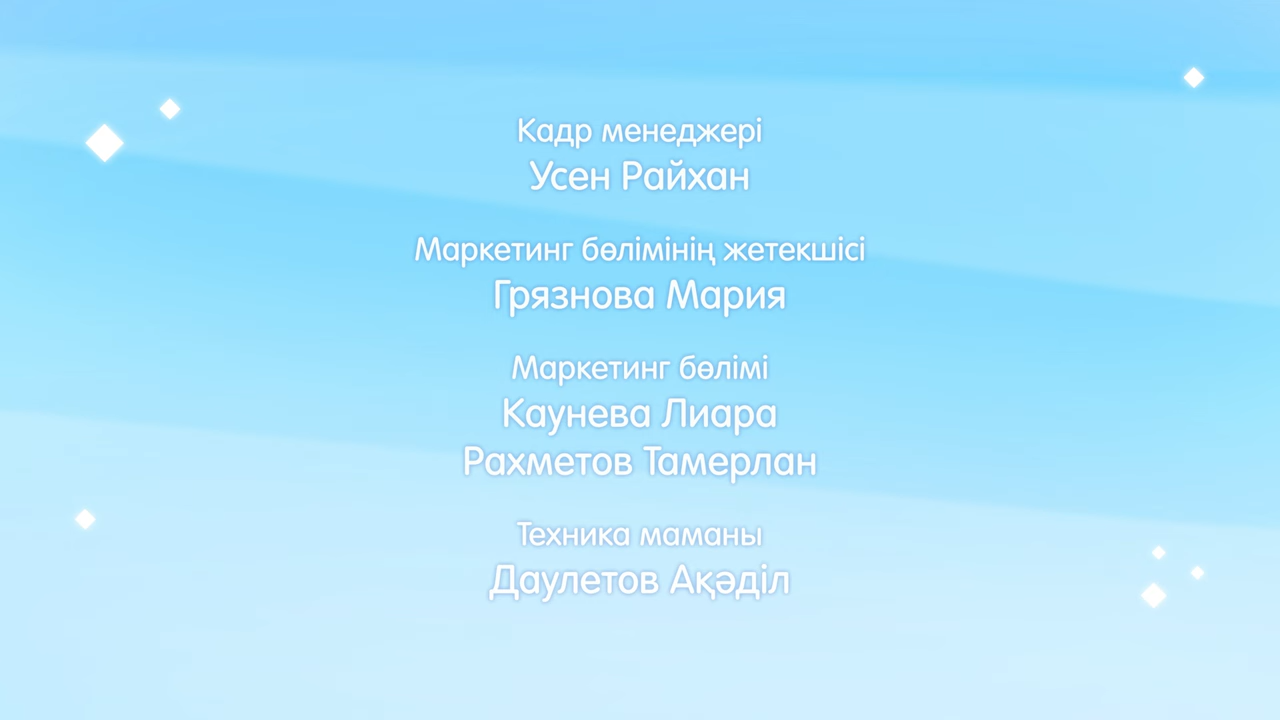 Кадр менеджері
Усен Райхан
Маркетинг бөлімінің жетекшісі
Грязнова Мария
Маркетинг бөлімі
Каунева Лиара
Рахметов Тамерлан
Техника маманы
Даулетов Ақәділ